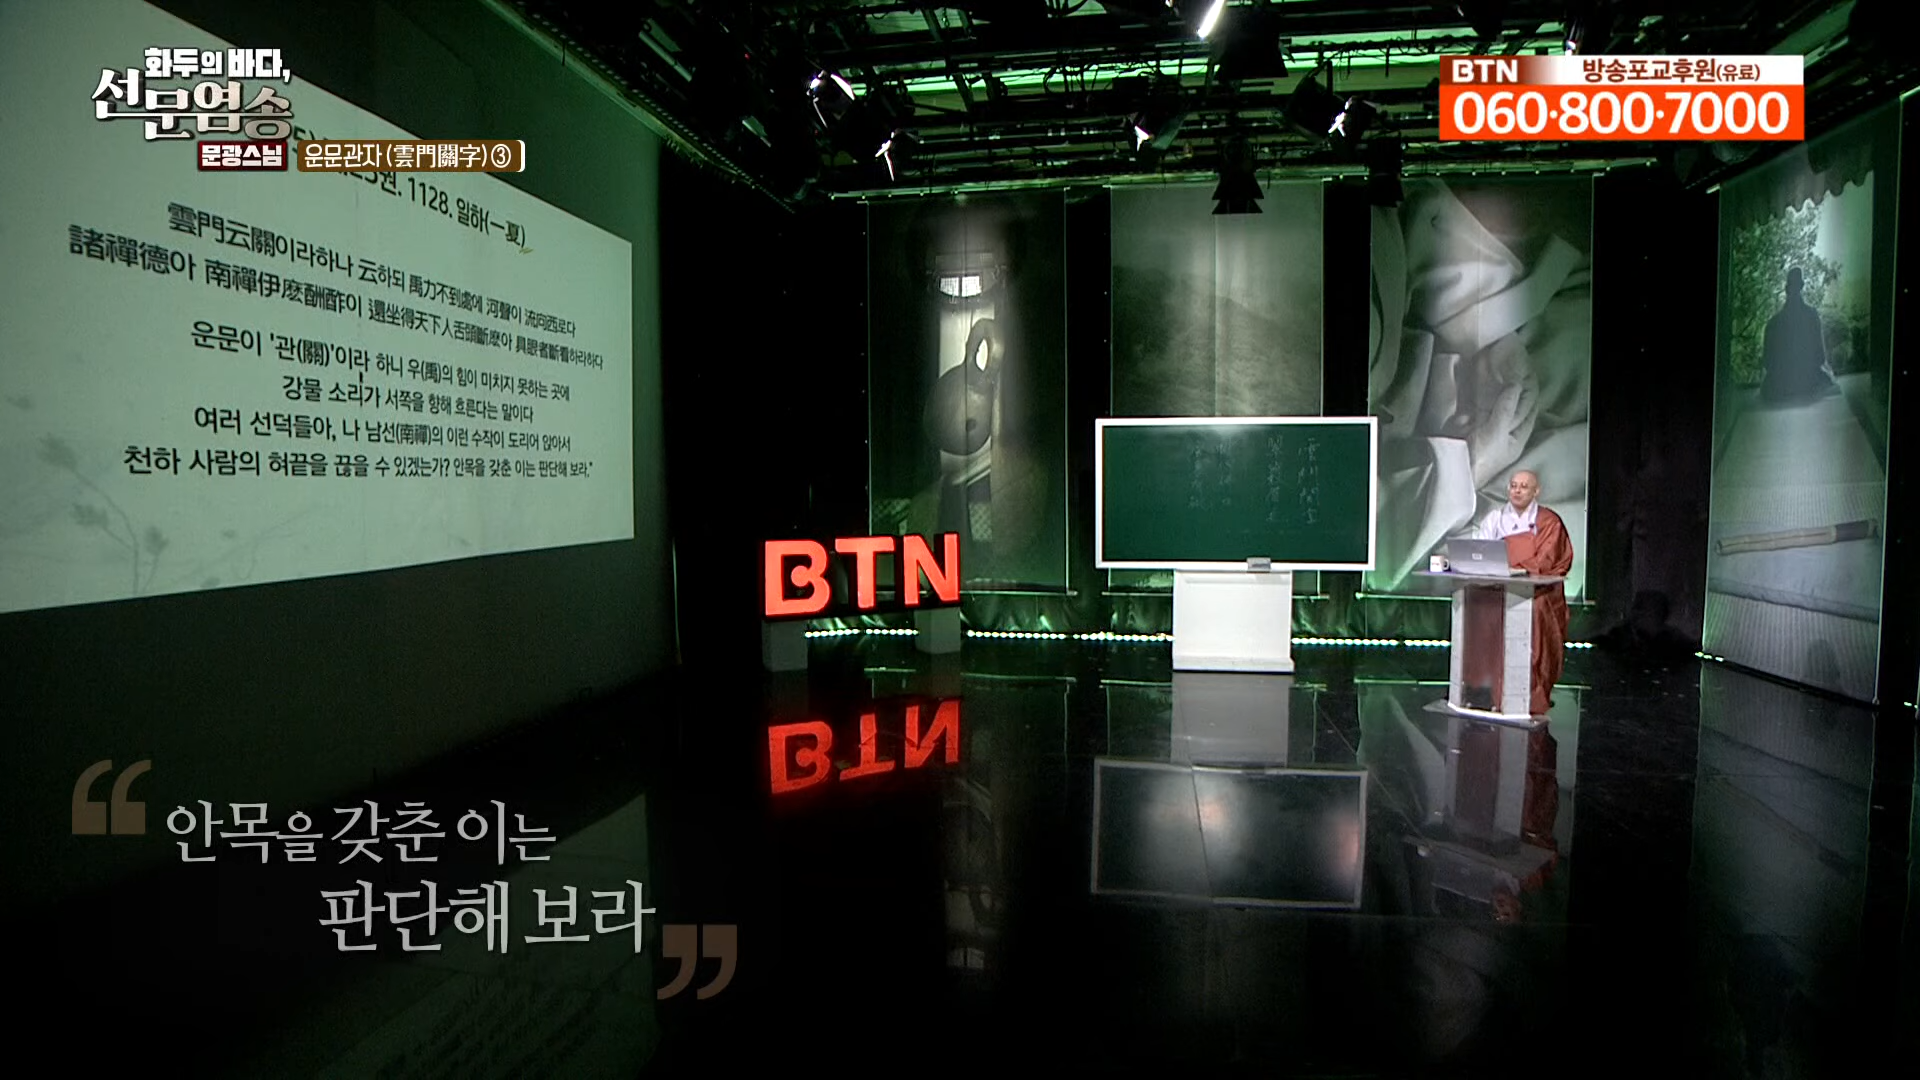 화두의 바다,
선문염송
문광스님
운문관자(雲門關字)③
BTN 방송포교후원(유료)
060·800·7000
1128. 일하(一夏)
雲門云關이라하나 云하되 禹力不到處에 河聲이 流向西로다
諸禪德아 南禪伊麽酬酢이 還坐得天下人舌頭斷麽아 具眼者斷看하라하다
운문이 '관(關)'이라 하니 우(禹)의 힘이 미치지 못하는 곳에
강물 소리가 서쪽을 향해 흐른다는 말이다
여러 선덕들아, 나 남선(南禪)의 이런 수작이 도리어 앉아서
천하 사람의 혀끝을 끊을 수 있겠는가? 안목을 갖춘 이는 판단해 보라."
BTN
“안목을 갖춘 이는
판단해 보라”